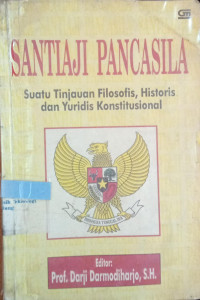 SANTIAJI PANCASILA
Suatu Tinjauan Filosofis, Historis
dan Yuridis Konstitusional
Editor:
Prof. Darji Darmodiharjo, S.H.